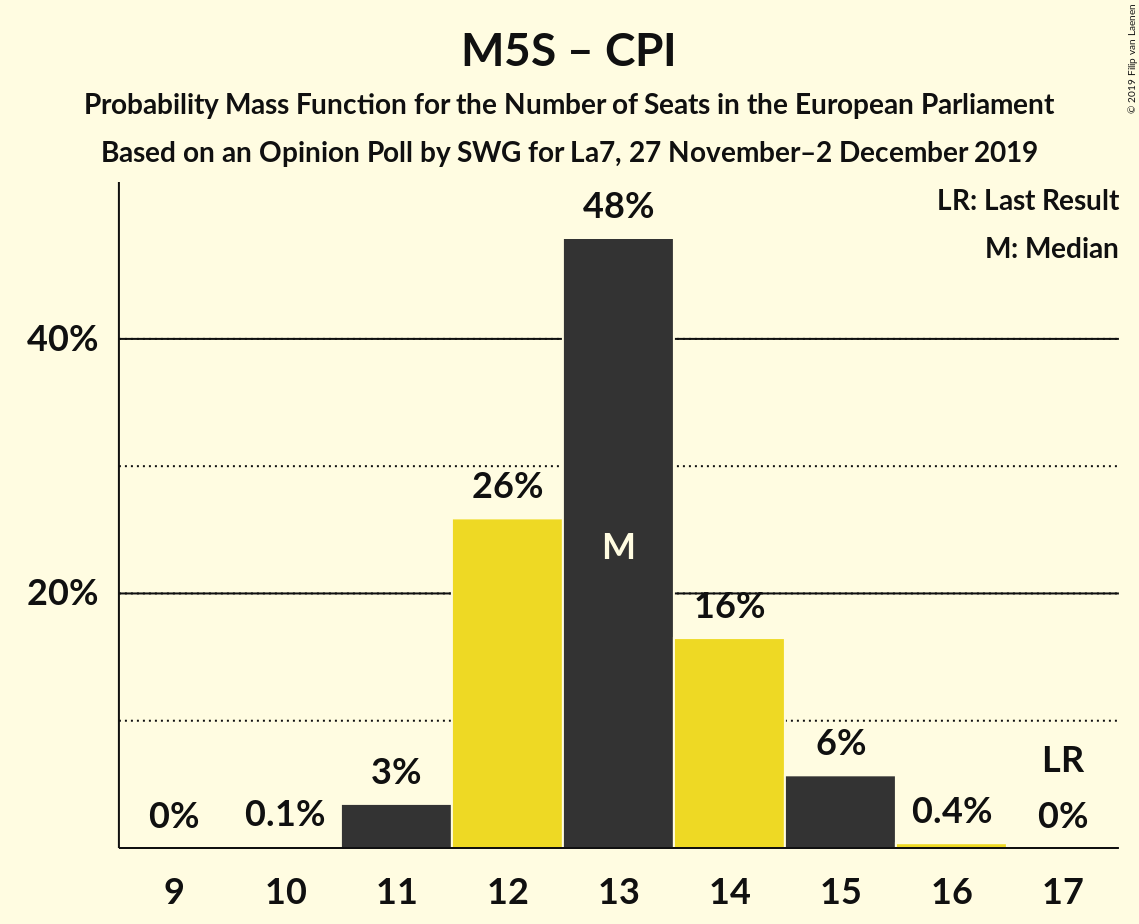 M5S – CPI
Probability Mass Function for the Number of Seats in the European Parliament
Based on an Opinion Poll by SWG for La7, 27 November–2 December 2019
© 2019 Filip van Laenen
LR: Last Result
M: Median
48%
40%
26%
M
20%
16%
6%
LR
3%
0%
0.1%
0.4%
0%
9 10 11 12 13 14 15 16 17